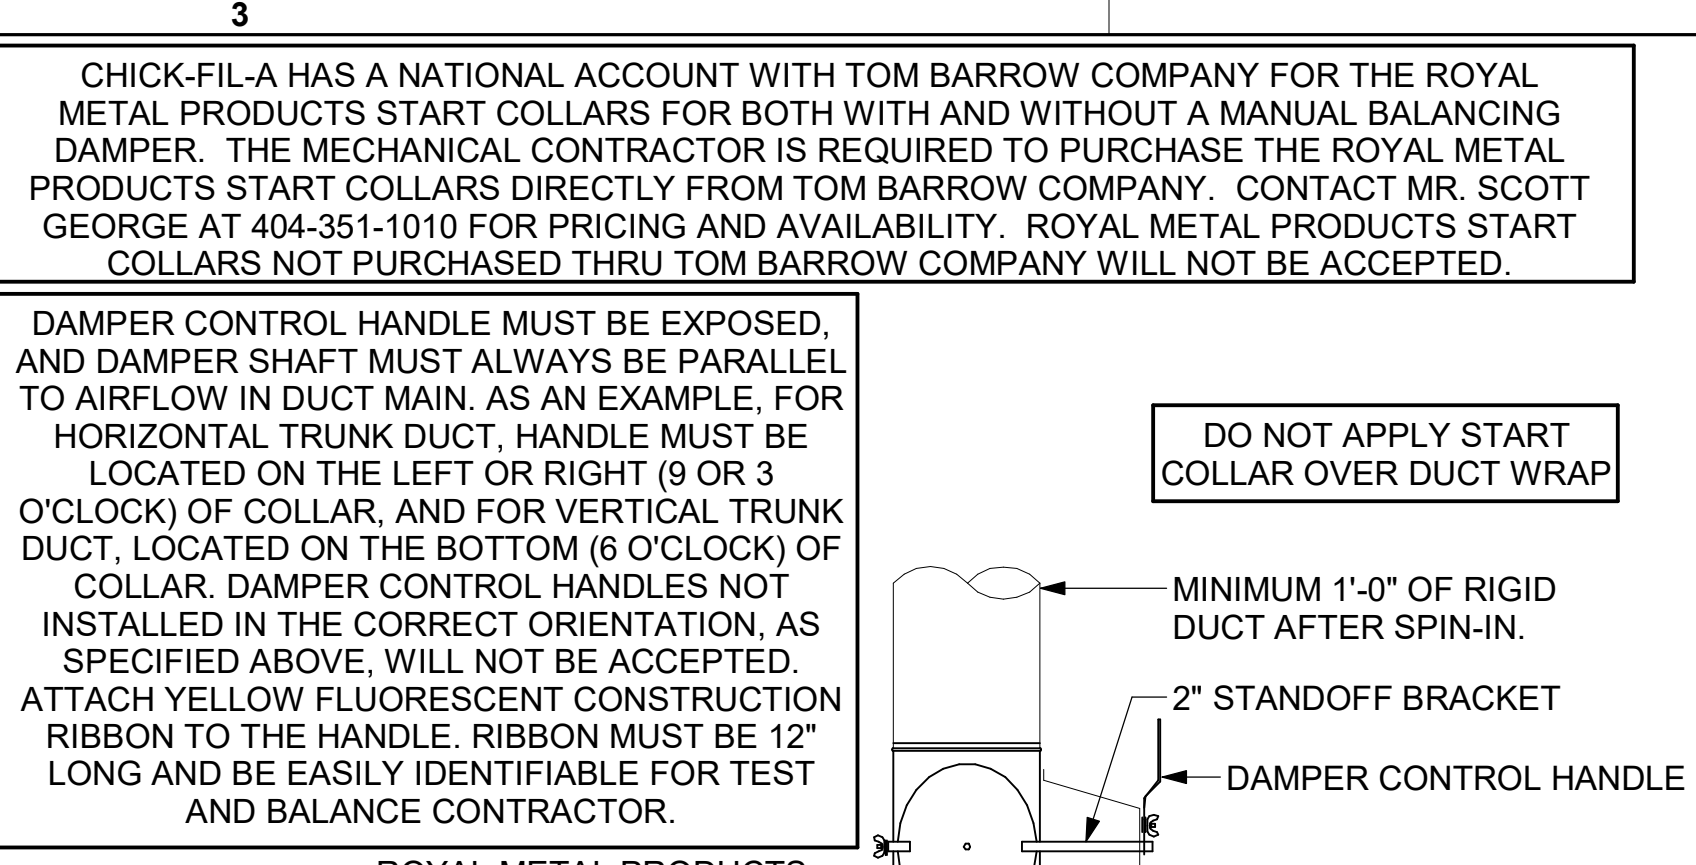 3
CHICK-FIL-A HAS A NATIONAL ACCOUNT WITH TOM BARROW COMPANY FOR THE ROYAL
METAL PRODUCTS START COLLARS FOR BOTH WITH AND WITHOUT A MANUAL BALANCING
DAMPER. THE MECHANICAL CONTRACTOR IS REQUIRED TO PURCHASE THE ROYAL METAL
PRODUCTS START COLLARS DIRECTLY FROM TOM BARROW COMPANY. CONTACT MR. SCOTT
GEORGE AT 404-351-1010 FOR PRICING AND AVAILABILITY. ROYAL METAL PRODUCTS START
COLLARS NOT PURCHASED THRU TOM BARROW COMPANY WILL NOT BE ACCEPTED.
DAMPER CONTROL HANDLE MUST BE EXPOSED,
AND DAMPER SHAFT MUST ALWAYS BE PARALLEL
TO AIRFLOW IN DUCT MAIN. AS AN EXAMPLE, FOR
HORIZONTAL TRUNK DUCT, HANDLE MUST BE
LOCATED ON THE LEFT OR RIGHT (9 OR 3
O'CLOCK) OF COLLAR, AND FOR VERTICAL TRUNK
DUCT, LOCATED ON THE BOTTOM (6 O'CLOCK) OF
COLLAR. DAMPER CONTROL HANDLES NOT
INSTALLED IN THE CORRECT ORIENTATION, AS
SPECIFIED ABOVE, WILL NOT BE ACCEPTED.
ATTACH YELLOW FLUORESCENT CONSTRUCTION
RIBBON TO THE HANDLE. RIBBON MUST BE 12"
LONG AND BE EASILY IDENTIFIABLE FOR TEST
AND BALANCE CONTRACTOR.
DO NOT APPLY START
COLLAR OVER DUCT WRAP
MINIMUM 1'-0" OF RIGID
DUCT AFTER SPIN-IN.
2" STANDOFF BRACKET
DAMPER CONTROL HANDLE
ROYAL METAL PRODUCTS